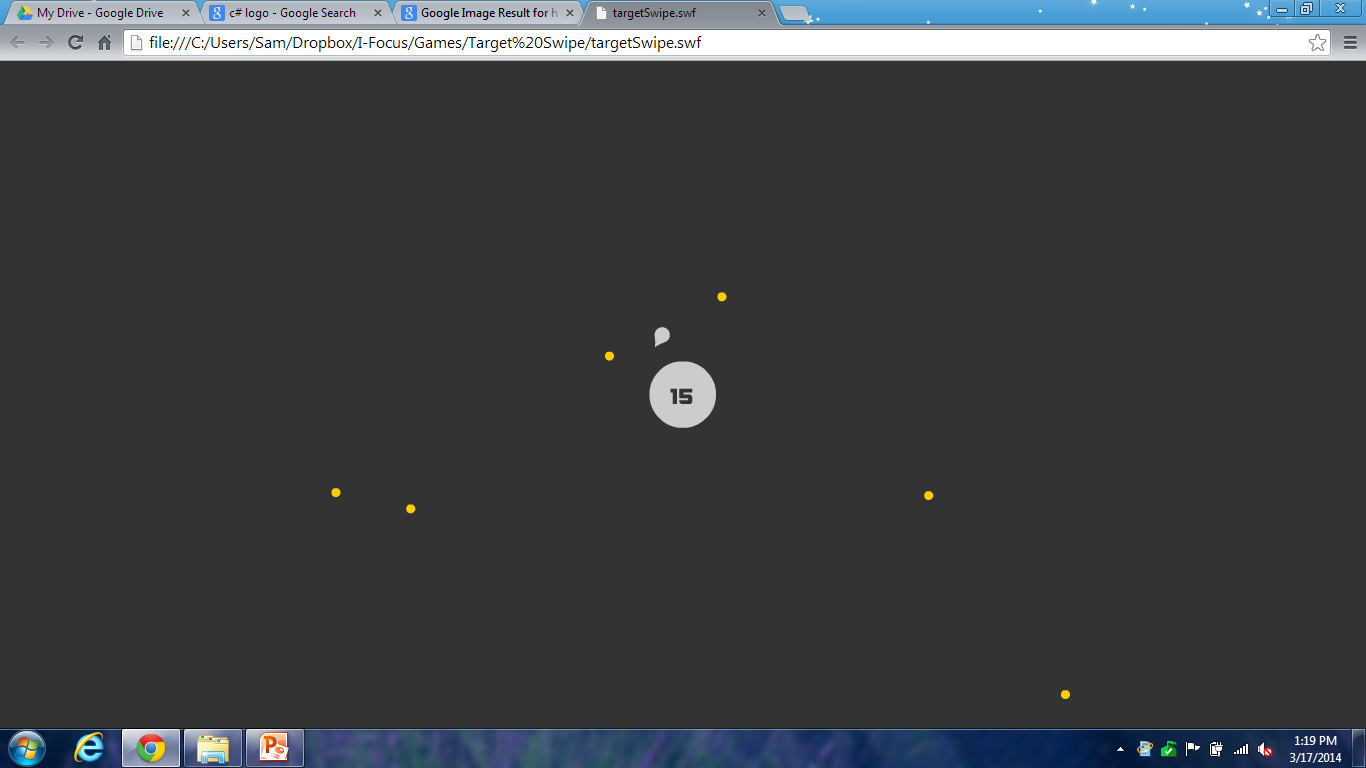 My Drive - Google Drive
c# logo - Google Search
Google Image Result for h
targetSwipe.swf
file:///C:/Users/Sam/Dropbox/I-Focus/Games/Target%20Swipe/targetSwipe.swf
15
1:19 PM
3/17/2014